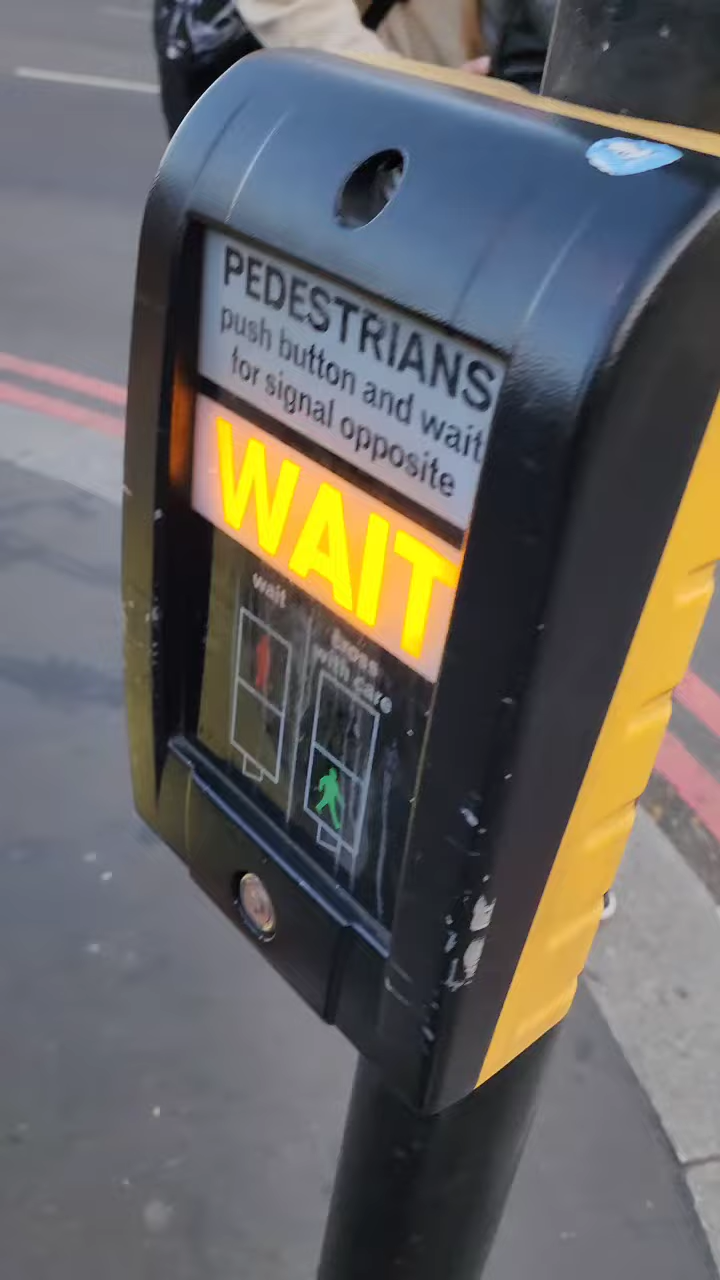 PEDESTRIANS
push button and wait
for signal opposite
WAIT
wait
cross
with care